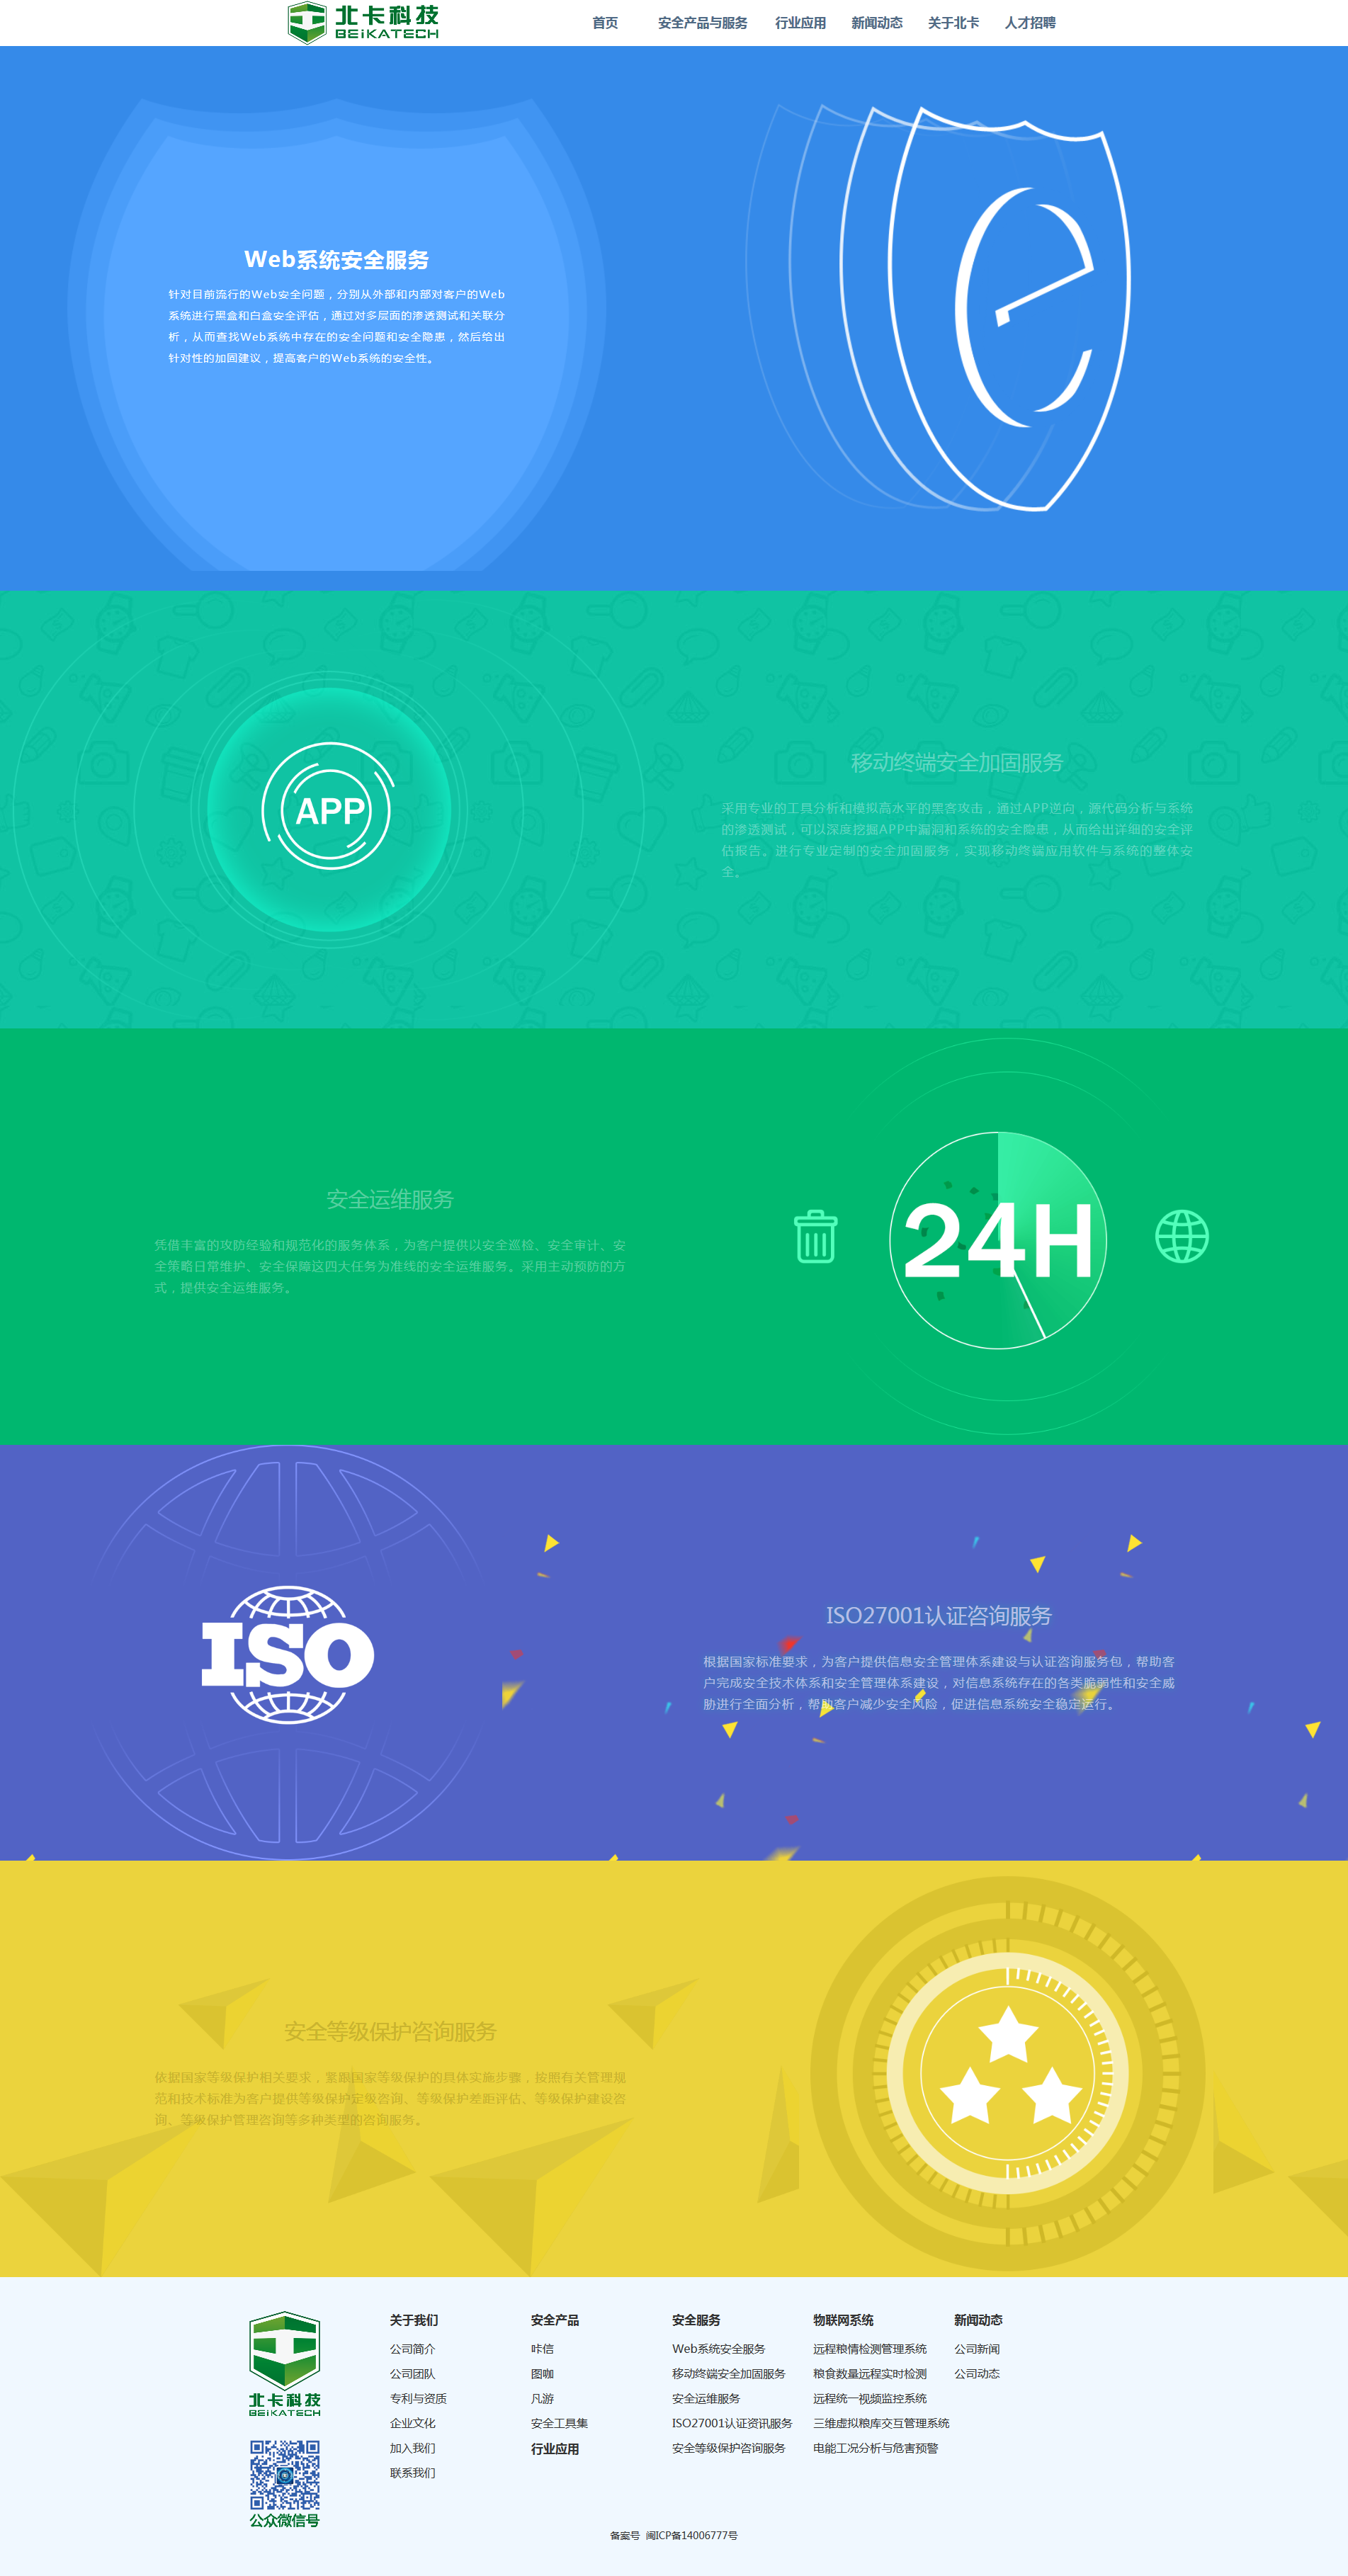 北卡科技
BEiKATECH
首页 安全产品与服务 行业应用 新闻动态 关于北卡 人才招聘
Web系统安全服务
针对目前流行的Web安全问题，分别从外部和内部对客户的Web
系统进行黑盒和白盒安全评估，通过对多层面的渗透测试和关联分
析，从而查找Web系统中存在的安全问题和安全隐患，然后给出
针对性的加固建议，提高客户的Web系统的安全性。
e
APP
移动终端安全加固服务
采用专业的工具分析和模拟高水平的黑客攻击，通过APP逆向，源代码分析与系统
的渗透测试，可以深度挖掘APP中漏洞和系统的安全隐患，从而给出详细的安全评
估报告。进行专业定制的安全加固服务，实现移动终端应用软件与系统的整体安
全。
安全运维服务
凭借丰富的攻防经验和规范化的服务体系，为客户提供以安全巡检、安全审计、安
全策略日常维护、安全保障这四大任务为准线的安全运维服务。采用主动预防的方
式，提供安全运维服务。
24H
ISO
ISO27001认证咨询服务
根据国家标准要求，为客户提供信息安全管理体系建设与认证咨询服务包，帮助客
户完成安全技术体系和安全管理体系建设，对信息系统存在的各类脆弱性和安全威
胁进行全面分析，帮助客户减少安全风险，促进信息系统安全稳定运行。
安全等级保护咨询服务
依据国家等级保护相关要求，紧跟国家等级保护的具体实施步骤，按照有关管理规
范和技术标准为客户提供等级保护定级咨询、等级保护差距评估、等级保护建设咨
询、等级保护管理咨询等多种类型的咨询服务。
北卡科技
BEiKATECH
公众微信号
关于我们
公司简介
公司团队
专利与资质
企业文化
加入我们
联系我们
安全产品
咔信
图咖
凡游
安全工具集
行业应用
安全服务
Web系统安全服务
移动终端安全加固服务
安全运维服务
ISO27001认证资讯服务
安全等级保护咨询服务
物联网系统
远程粮情检测管理系统
粮食数量远程实时检测
远程统一视频监控系统
三维虚拟粮库交互管理系统
电能工况分析与危害预警
新闻动态
公司新闻
公司动态
备案号 闽ICP备14006777号